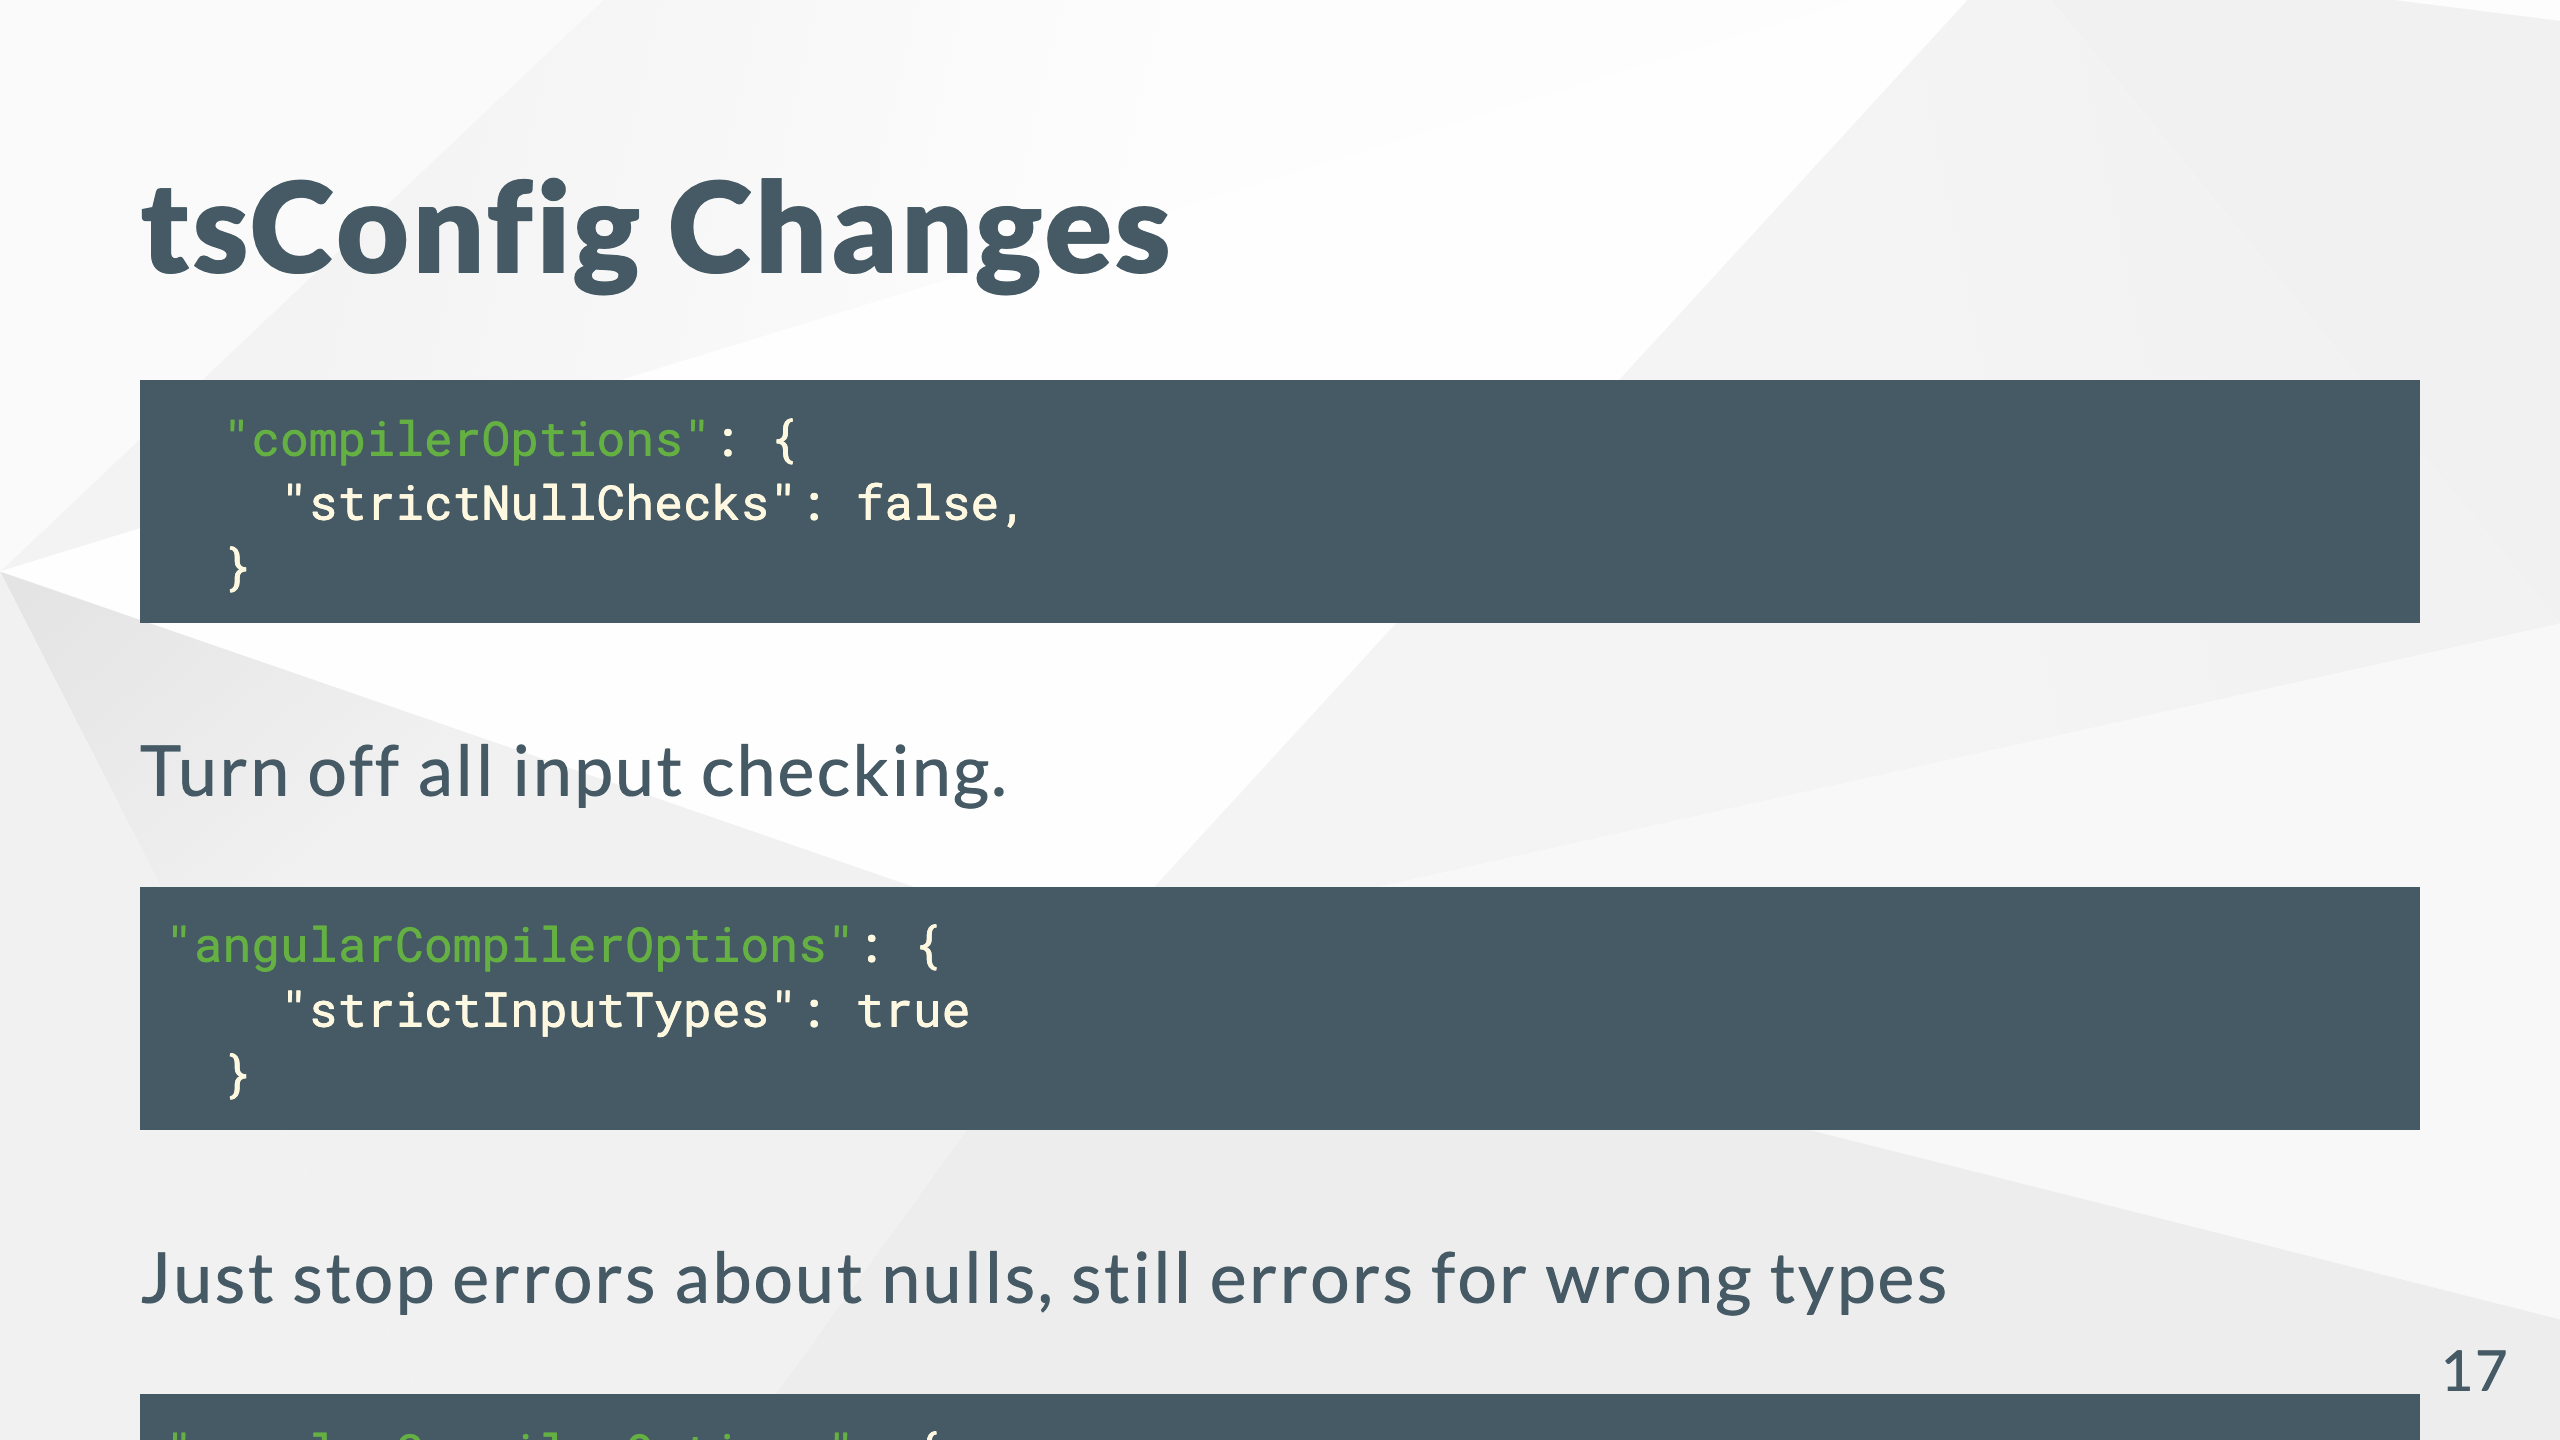 tsConfig Changes
"compilerOptions": {
"strictNullChecks": false,
}
Turn off all input checking.
"angularCompilerOptions": {
"strictInputTypes": true
}
Just stop errors about nulls, still errors for wrong types
17